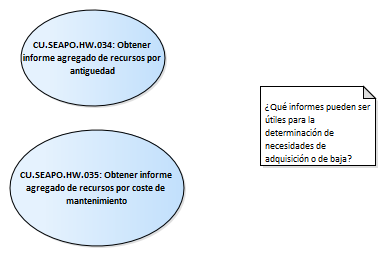 CU.SEAPO.HW.034: Obtener
informe agregado de recursos por
antiguedad
¿Qué informes pueden ser
útiles para la
determinación de
necesidades de
adquisición o de baja?
CU.SEAPO.HW.035: Obtener informe
agregado de recursos por coste de
mantenimiento